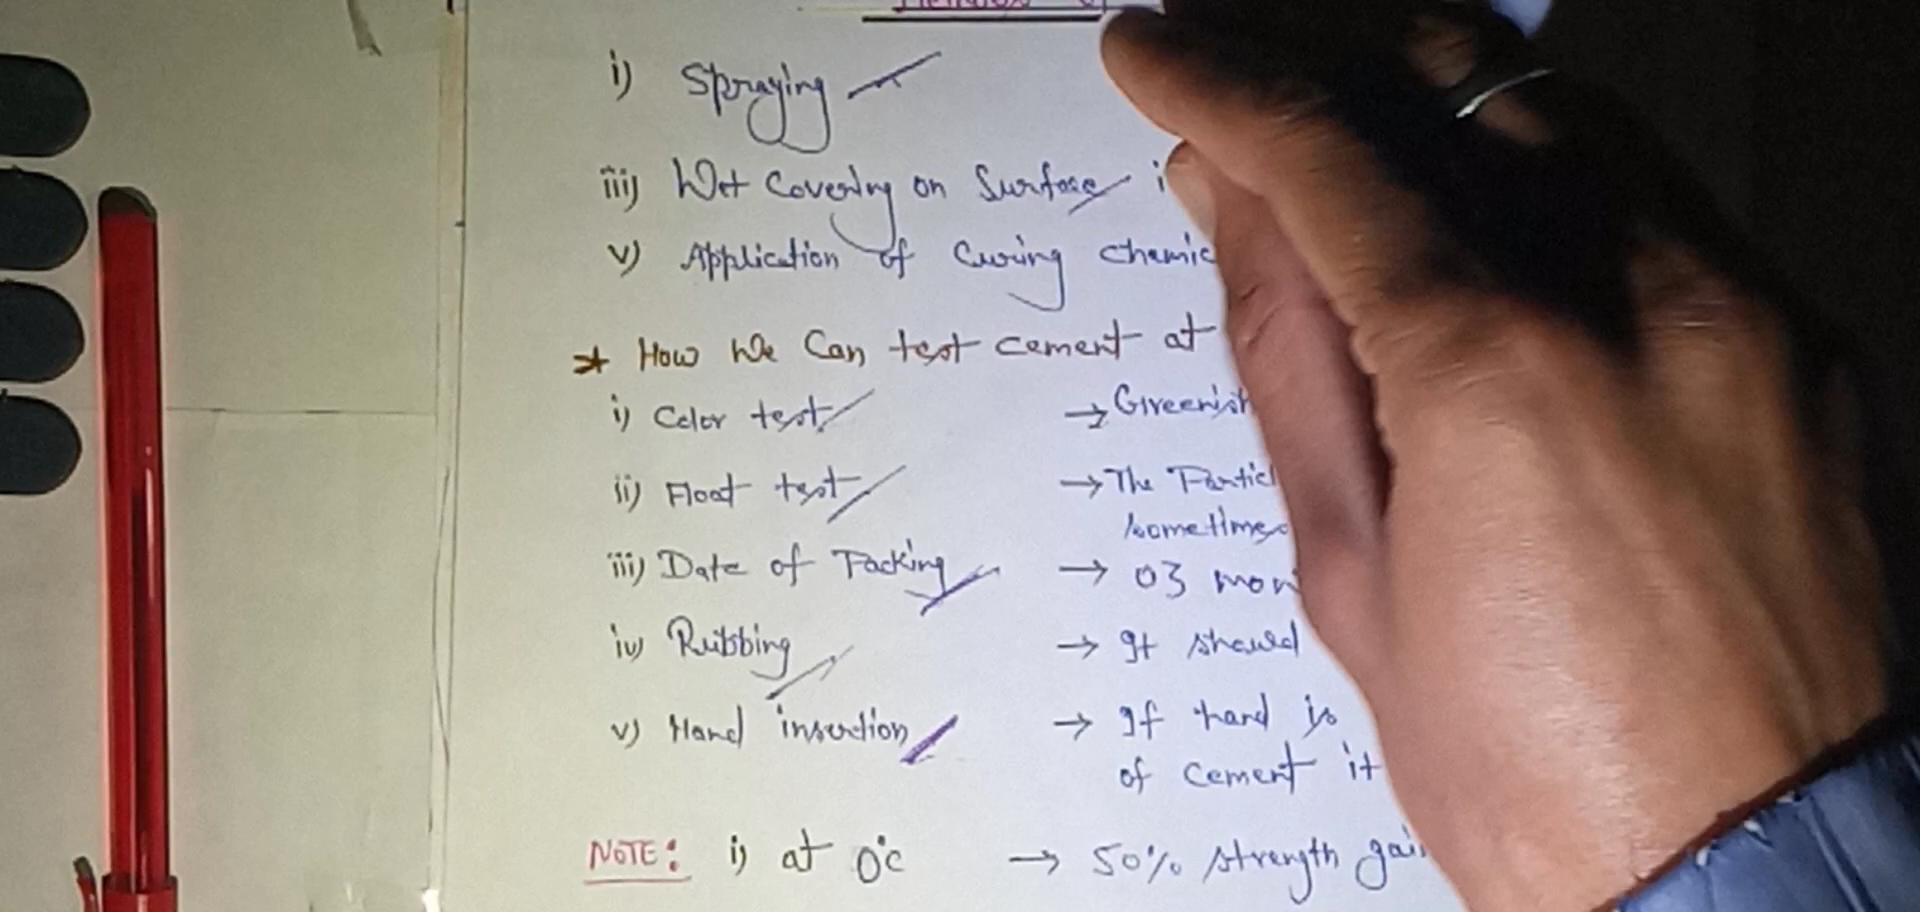 i) Spraying
iii) Wet Covering on Surface
v) Application of Curing Chemic
* How We Can test cement at
i) Color test → Greenish
ii) Float test → The Particl
sometimes
iii) Date of Packing → 03 mon
iv) Rubbing → It should
v) Hand insertion → If hand is
of cement it
NOTE: i) at 0°c → 50% strength gai